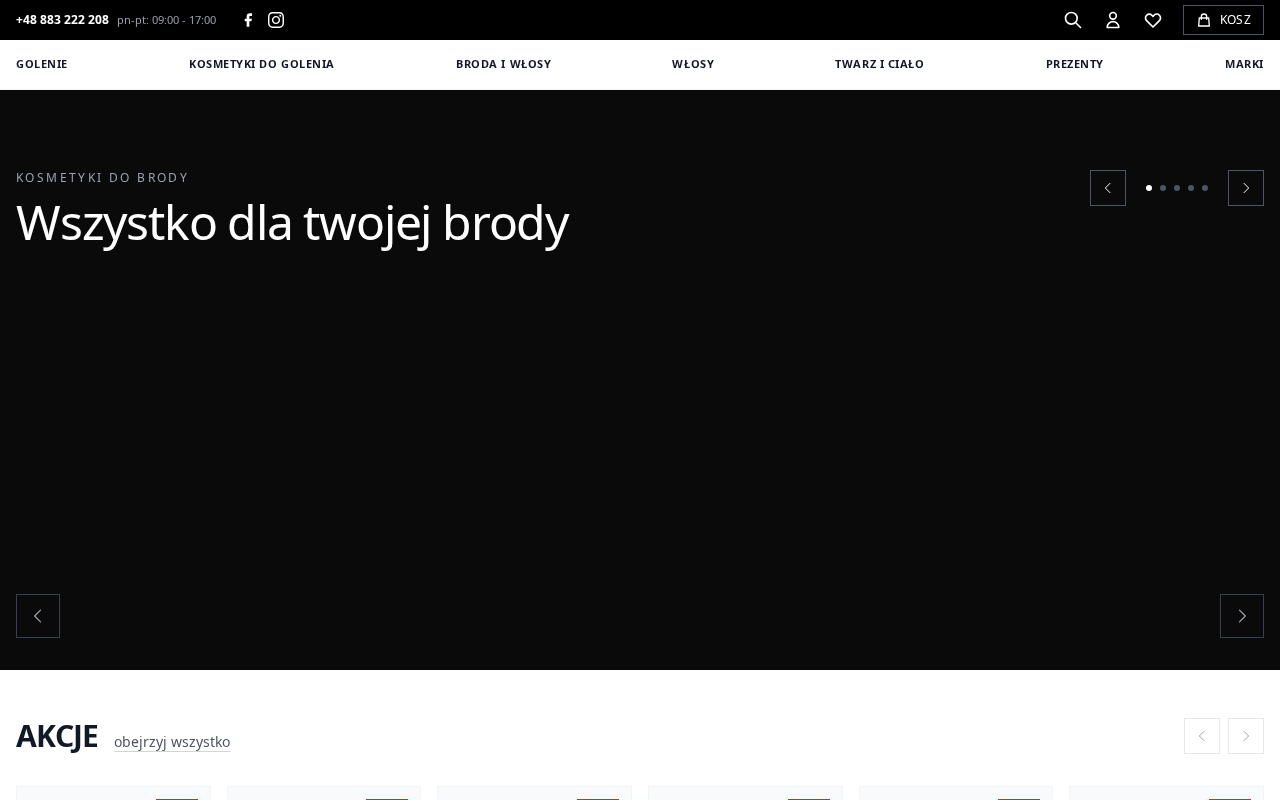 +48 883 222 208 pn-pt: 09:00 - 17:00 KOSZ
GOLENIE KOSMETYKI DO GOLENIA BRODA I WŁOSY WŁOSY TWARZ I CIAŁO PREZENTY MARKI
KOSMETYKI DO BRODY
Wszystko dla twojej brody
AKCJE obejrzyj wszystko